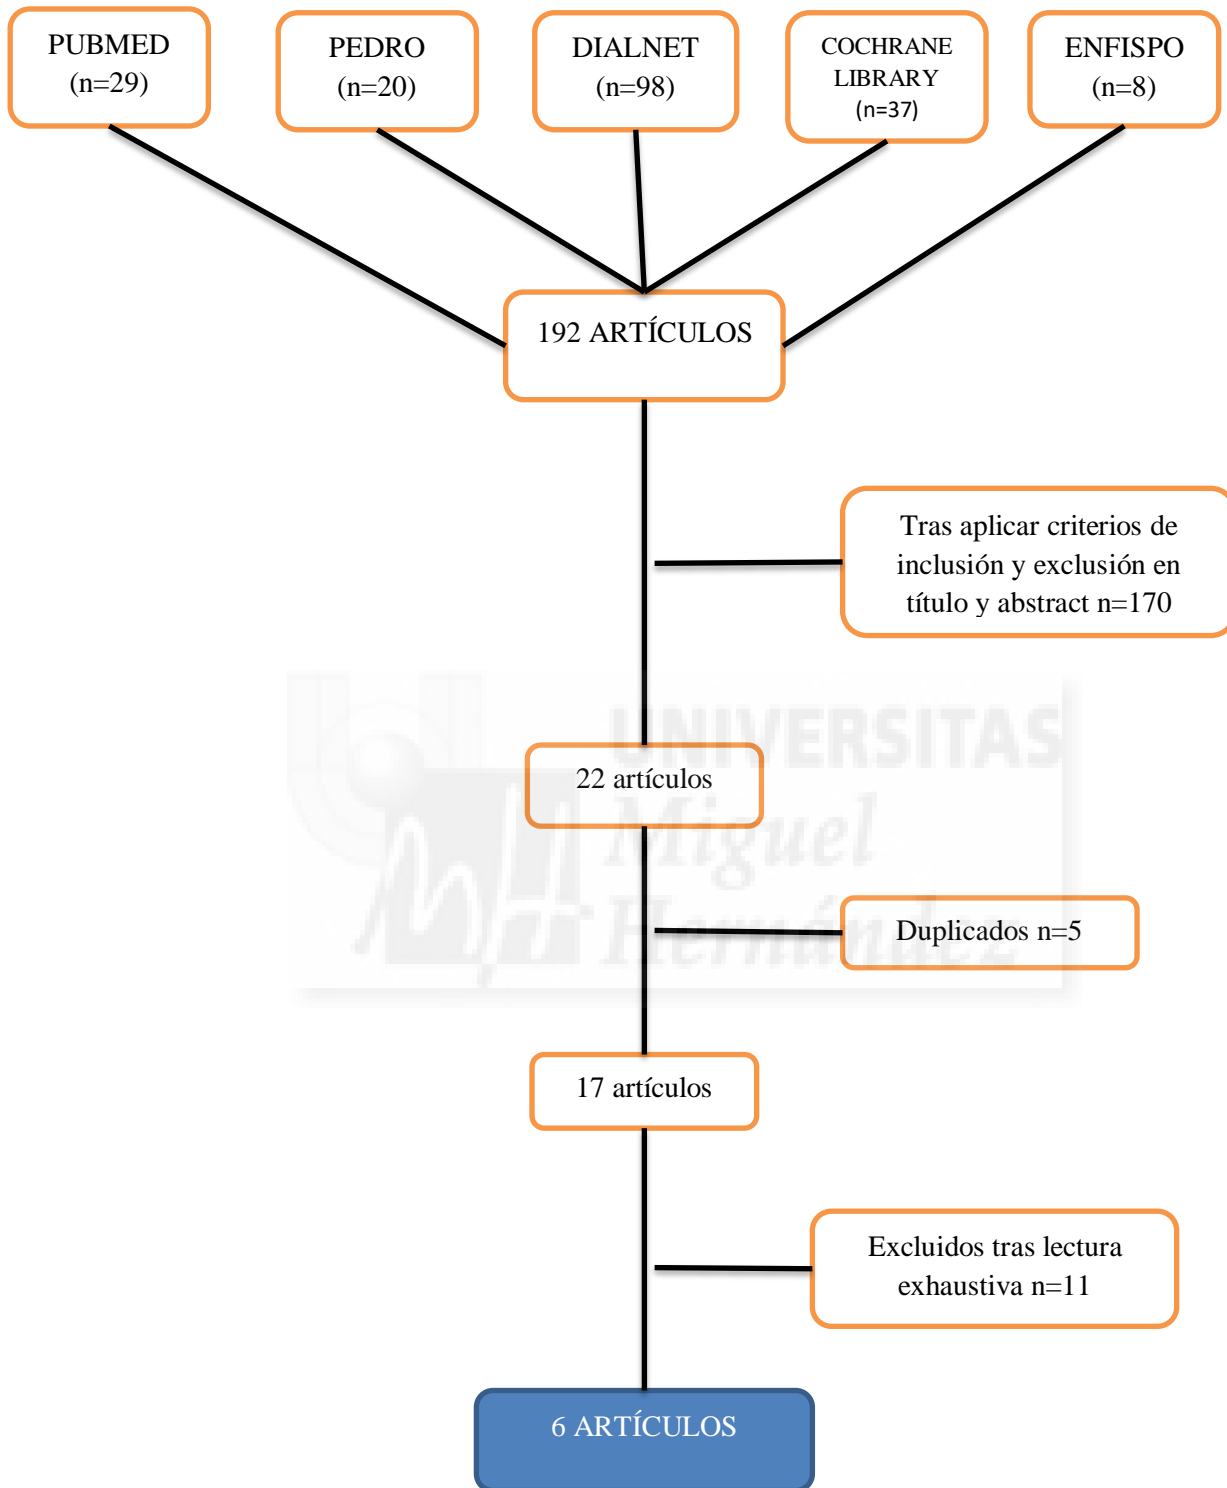 PUBMED
(n=29)
PEDRO
(n=20)
DIALNET
(n=98)
COCHRANE
LIBRARY
(n=37)
ENFISPO
(n=8)
192 ARTÍCULOS
Tras aplicar criterios de
inclusión y exclusión en
título y abstract n=170
UNIVERSITAS
Miguel
Hernández
22 artículos
Duplicados n=5
17 artículos
Excluidos tras lectura
exhaustiva n=11
6 ARTÍCULOS